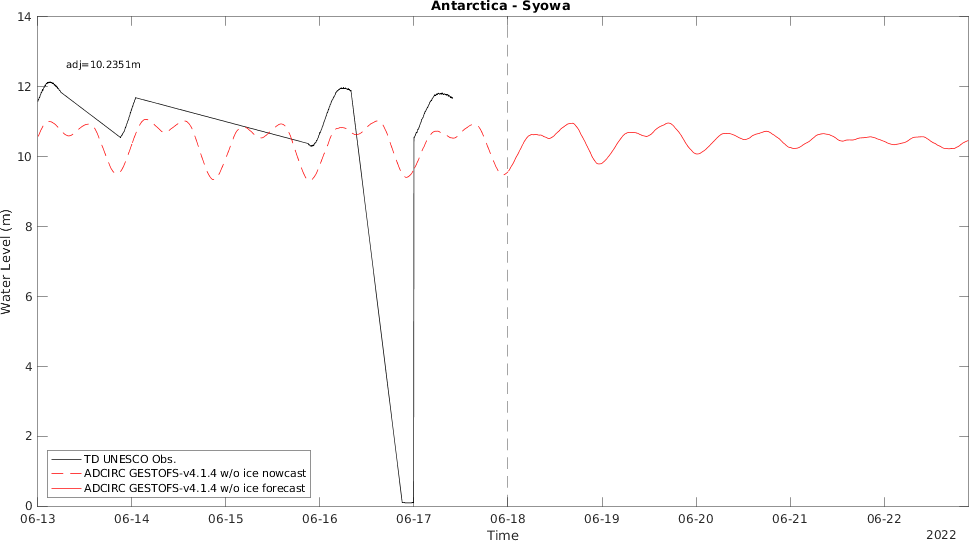 Antarctica - Syowa
14
adj=10.2351m
12
10
8
6
4
2
0
Water Level (m)
TD UNESCO Obs.
ADCIRC GESTOFS-v4.1.4 w/o ice nowcast
ADCIRC GESTOFS-v4.1.4 w/o ice forecast
06-13 06-14 06-15 06-16 06-17 06-18 06-19 06-20 06-21 06-22
Time
2022